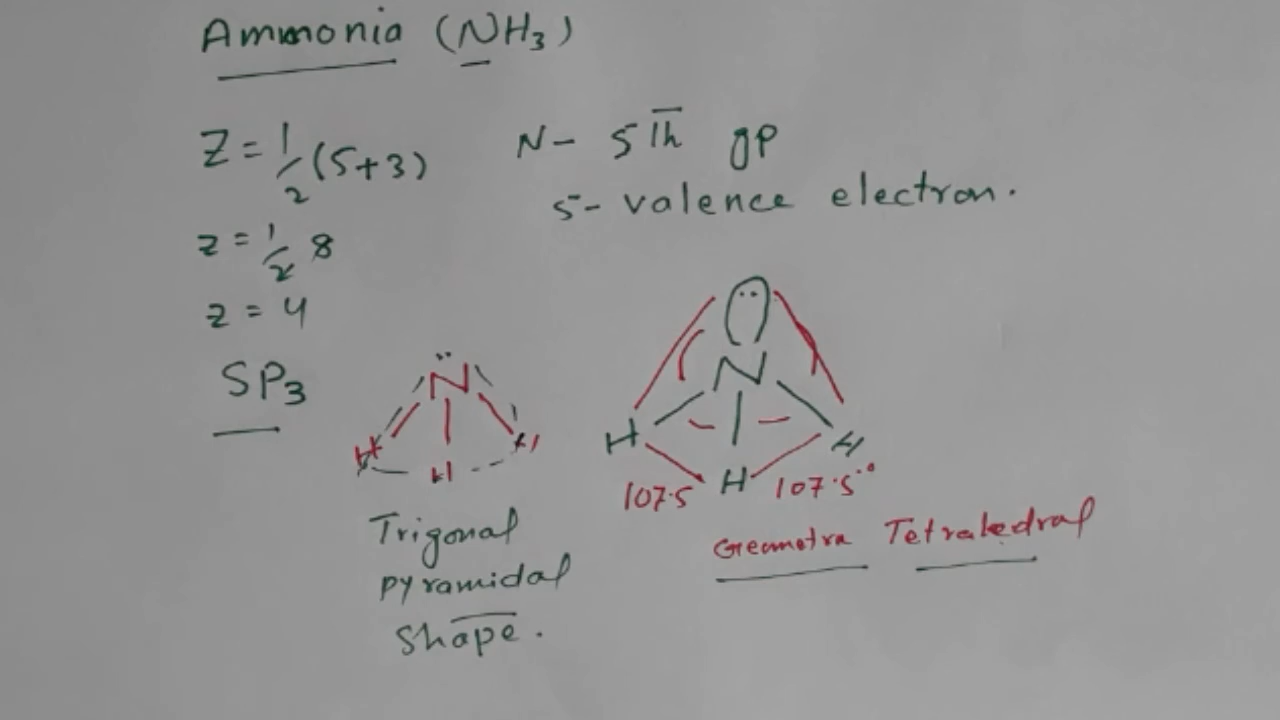 Ammonia (NH3)
Z = 1/2 (5+3)
N - 5th gp
5 - valence electron.
z = 1/2 8
z = 4
SP3
N
H H H
Trigonal
pyramidal
shape.
N
H H
H
107.5 107.5°
Geometra Tetrahedral